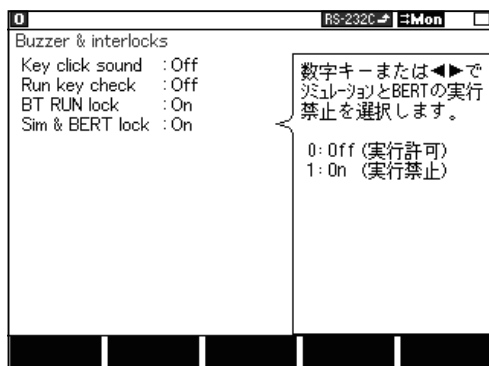 0 RS-232C Mon
Buzzer & interlocks
Key click sound :Off
Run key check :Off
BT RUN lock :On
Sim & BERT lock :On
数字キーまたは◀▶で
ｼﾐｭﾚｰｼｮﾝとBERTの実行
禁止を選択します。
0:Off (実行許可)
1:On (実行禁止)